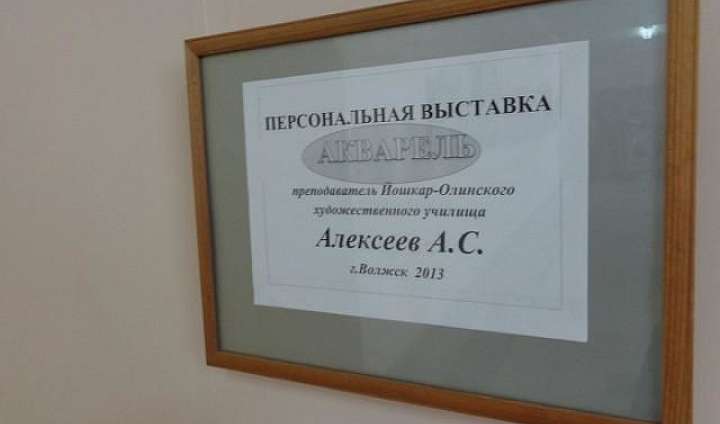 ПЕРСОНАЛЬНАЯ ВЫСТАВКА
АКВАРЕЛЬ
преподаватель Йошкар-Олинского
художественного училища
Алексеев А.С.
г.Волжск 2013